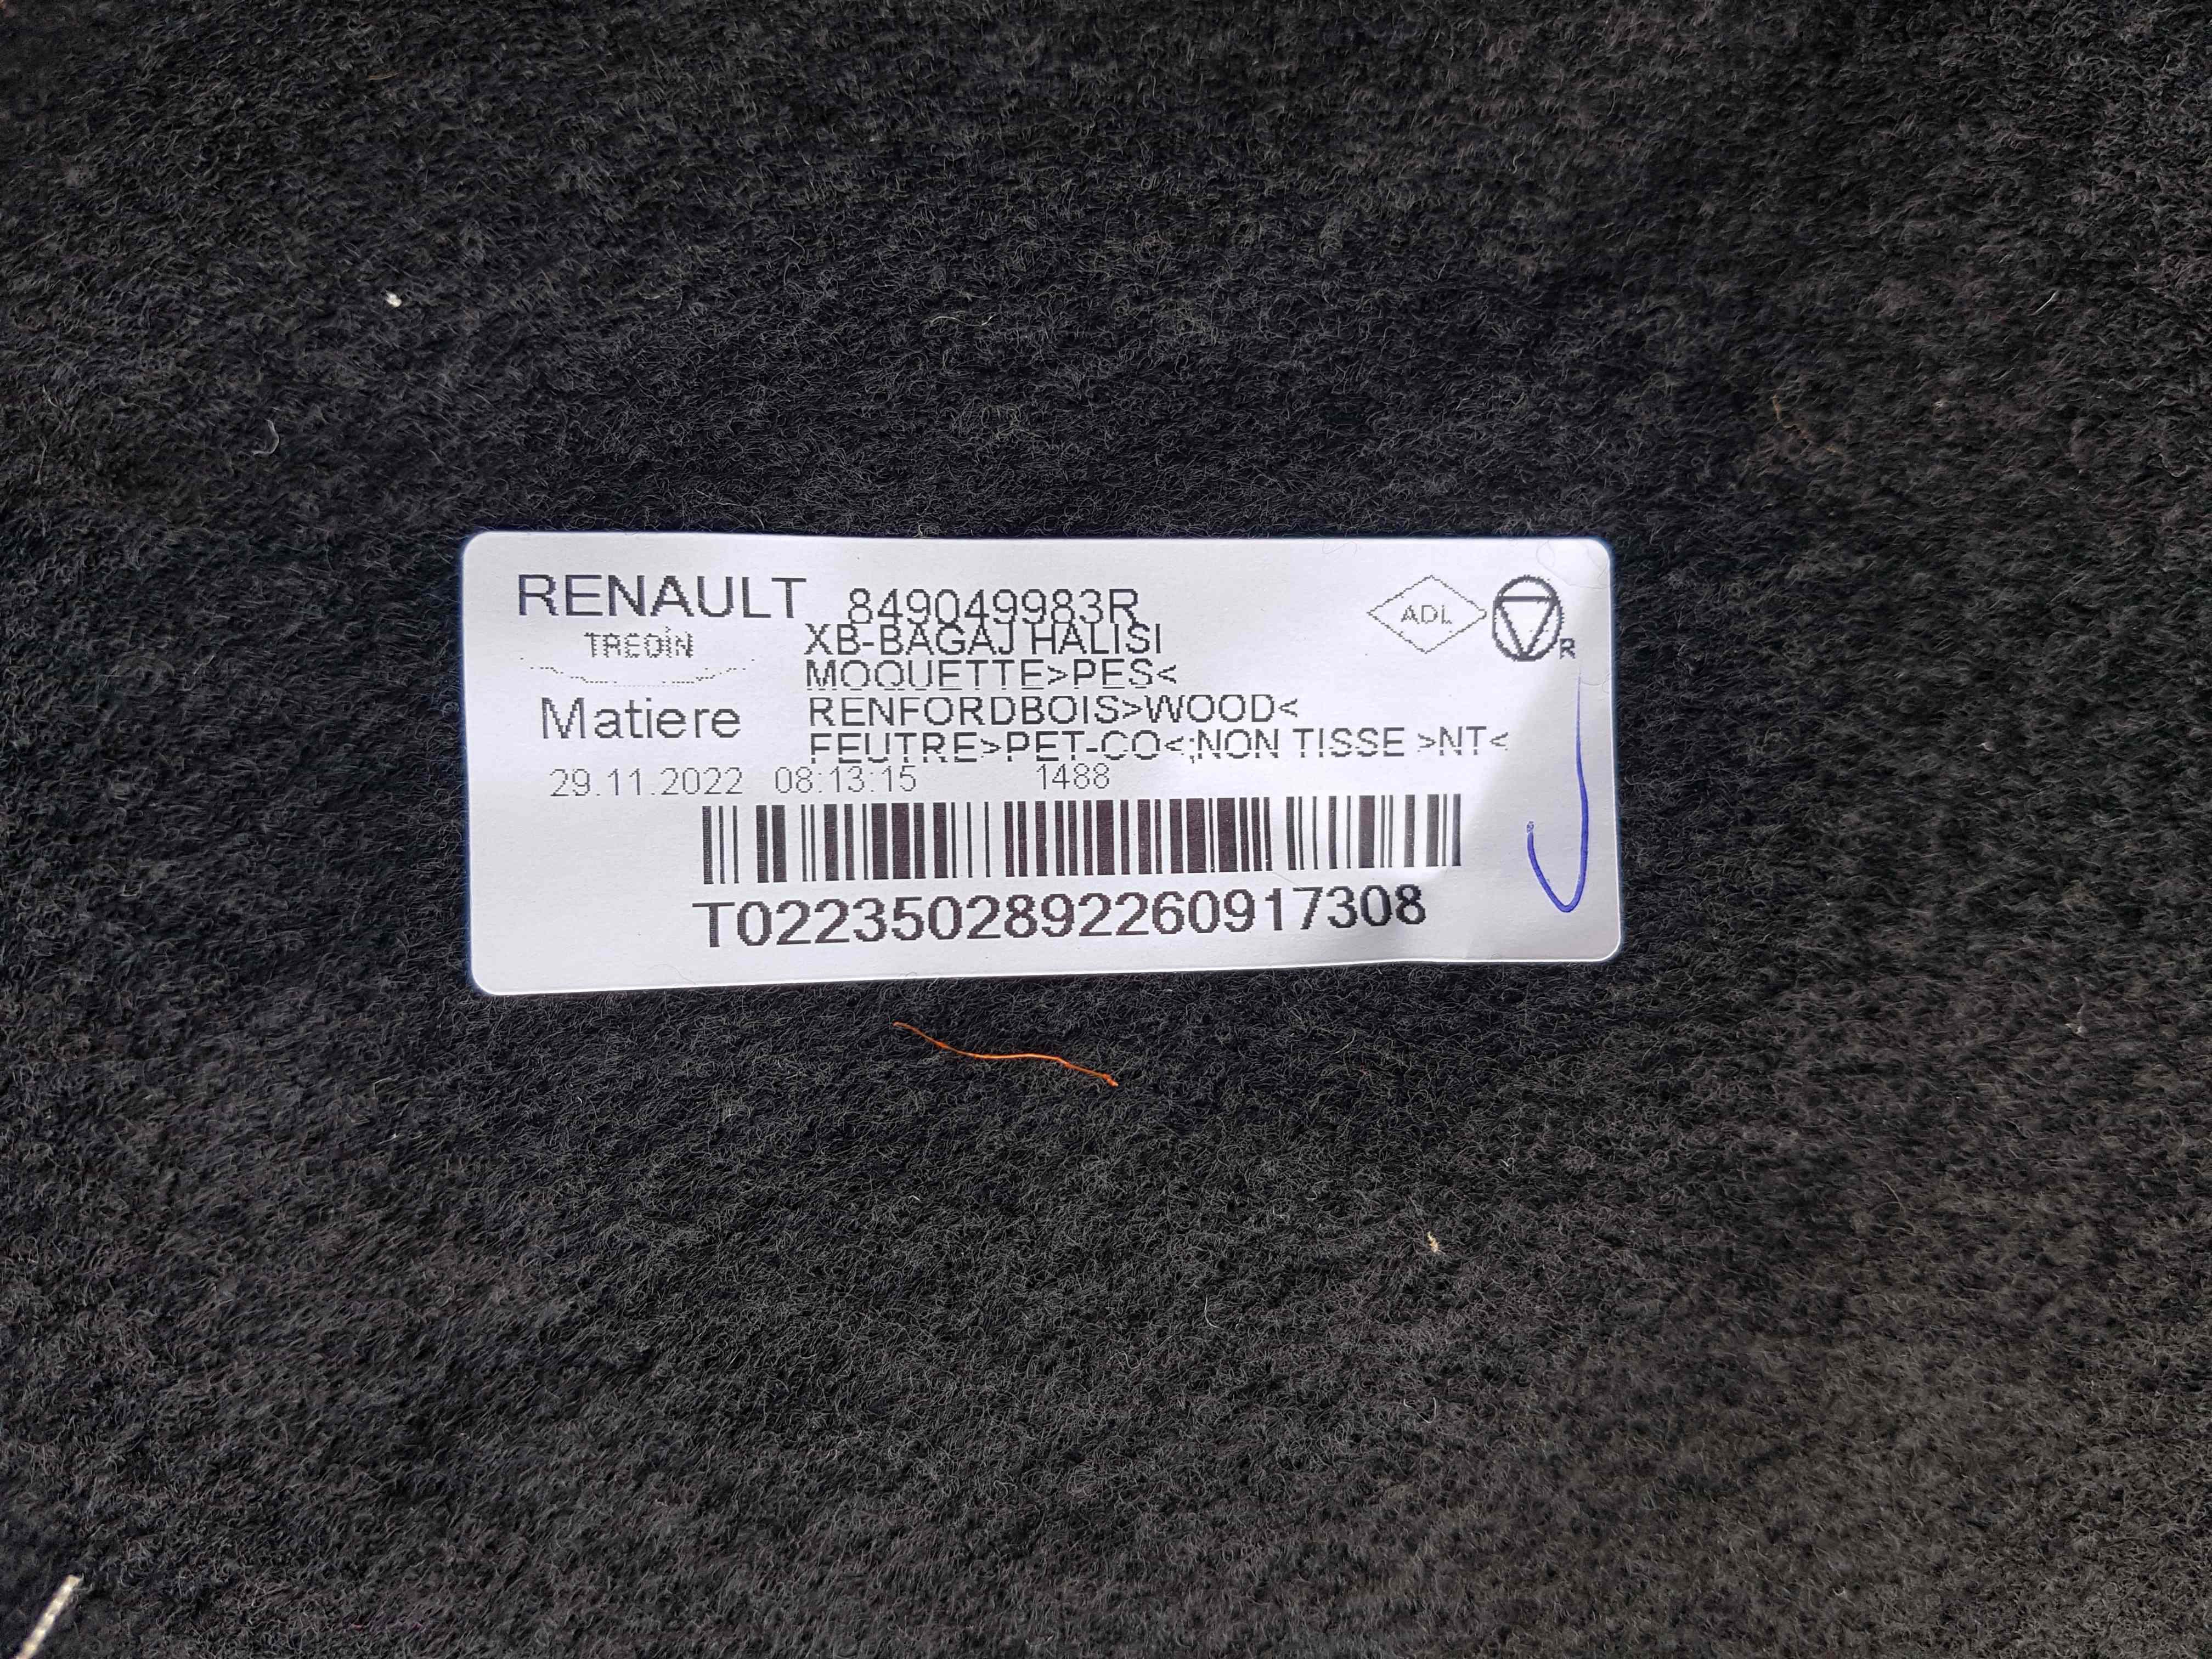 RENAULT 849049983R
TREDİN XB-BAGAJ HALISI
MOQUETTE>PES<
Matiere RENFORDBOIS>WOOD<
FEUTRE>PET-CO<;NON TISSE >NT<
29.11.2022 08:13:15 1488
T0223502892260917308
ADL
R